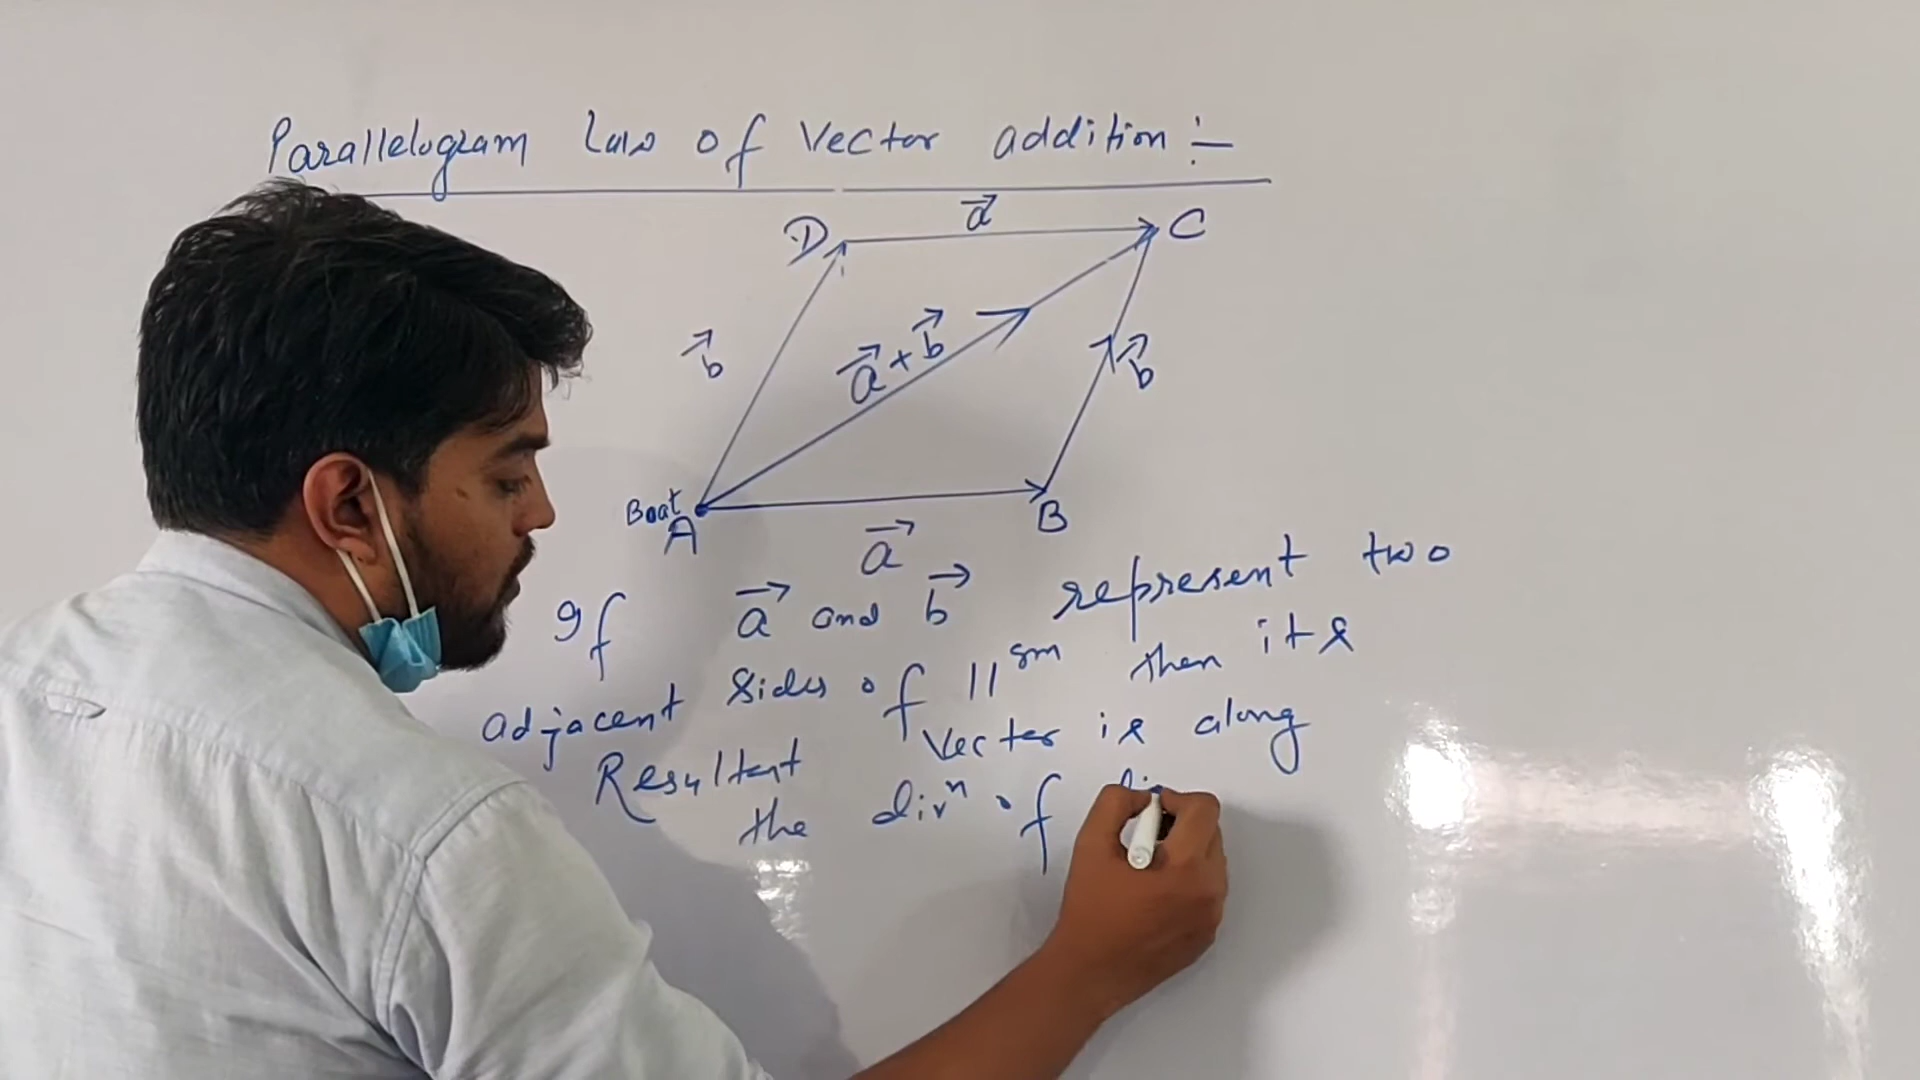 Parallelogram Law of Vector addition :-
D a⃗ C
b⃗ a⃗ + b⃗ b⃗
Boat
A B
a⃗
If a⃗ and b⃗ represent two
adjacent sides of ||gm then its
Resultant Vector is along
the dirⁿ of di